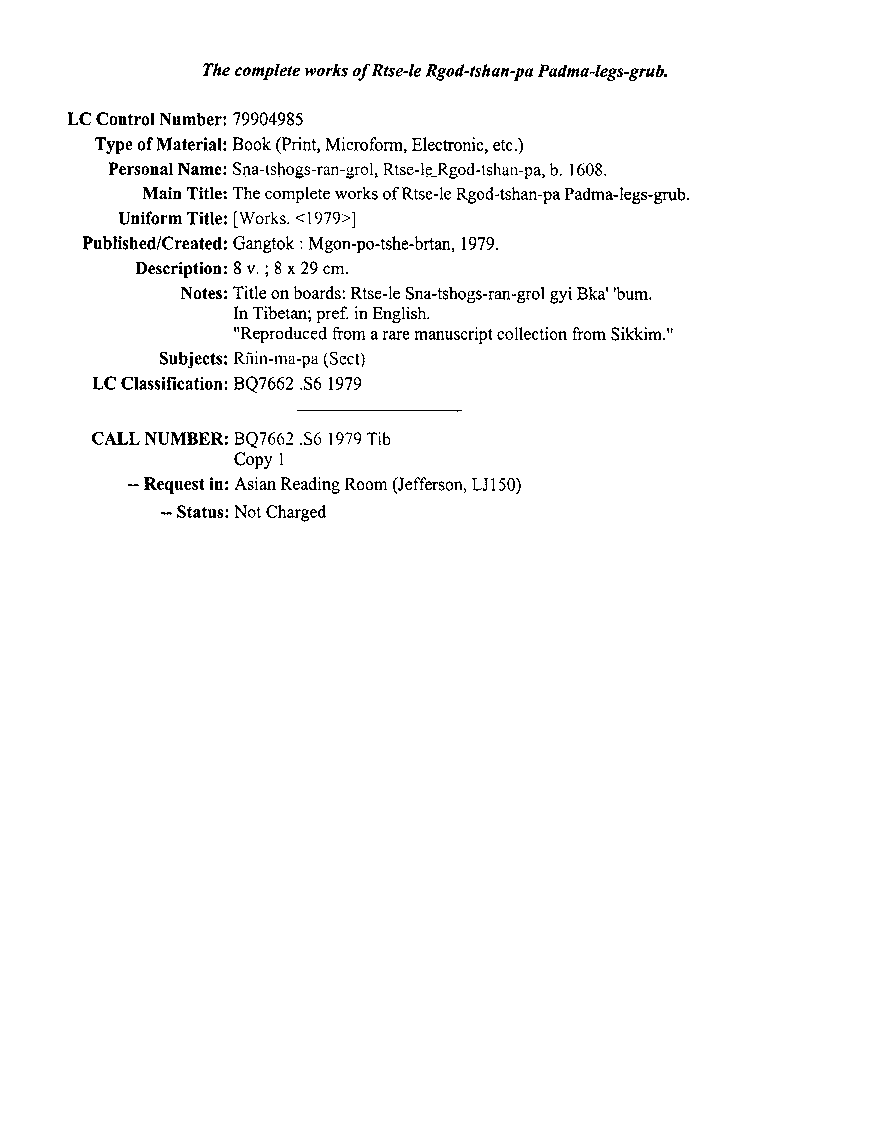 The complete works of Rtse-le Rgod-tshan-pa Padma-legs-grub.
LC Control Number: 79904985
Type of Material: Book (Print, Microform, Electronic, etc.)
Personal Name: Sna-tshogs-ran-grol, Rtse-le_Rgod-tshan-pa, b. 1608.
Main Title: The complete works of Rtse-le Rgod-tshan-pa Padma-legs-grub.
Uniform Title: [Works. <1979>]
Published/Created: Gangtok : Mgon-po-tshe-brtan, 1979.
Description: 8 v. ; 8 x 29 cm.
Notes: Title on boards: Rtse-le Sna-tshogs-ran-grol gyi Bka' 'bum.
In Tibetan; pref. in English.
"Reproduced from a rare manuscript collection from Sikkim."
Subjects: Rñin-ma-pa (Sect)
LC Classification: BQ7662 .S6 1979
CALL NUMBER: BQ7662 .S6 1979 Tib
Copy 1
-- Request in: Asian Reading Room (Jefferson, LJ150)
-- Status: Not Charged